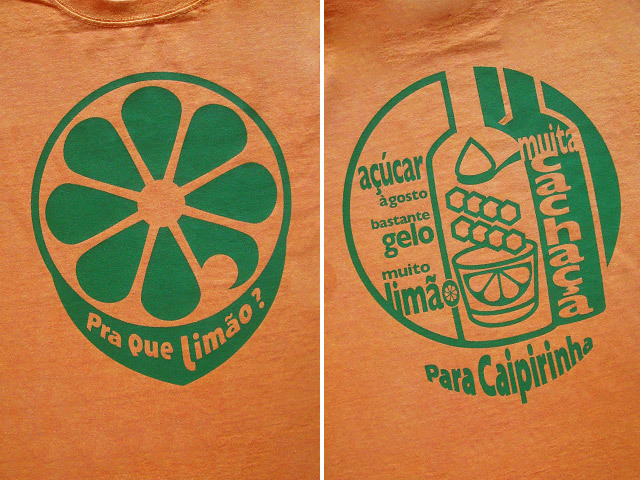 Pra Que Limão?
açúcar
à gosto
bastante
gelo
muito
limão
muita
cachaça
Para Caipirinha